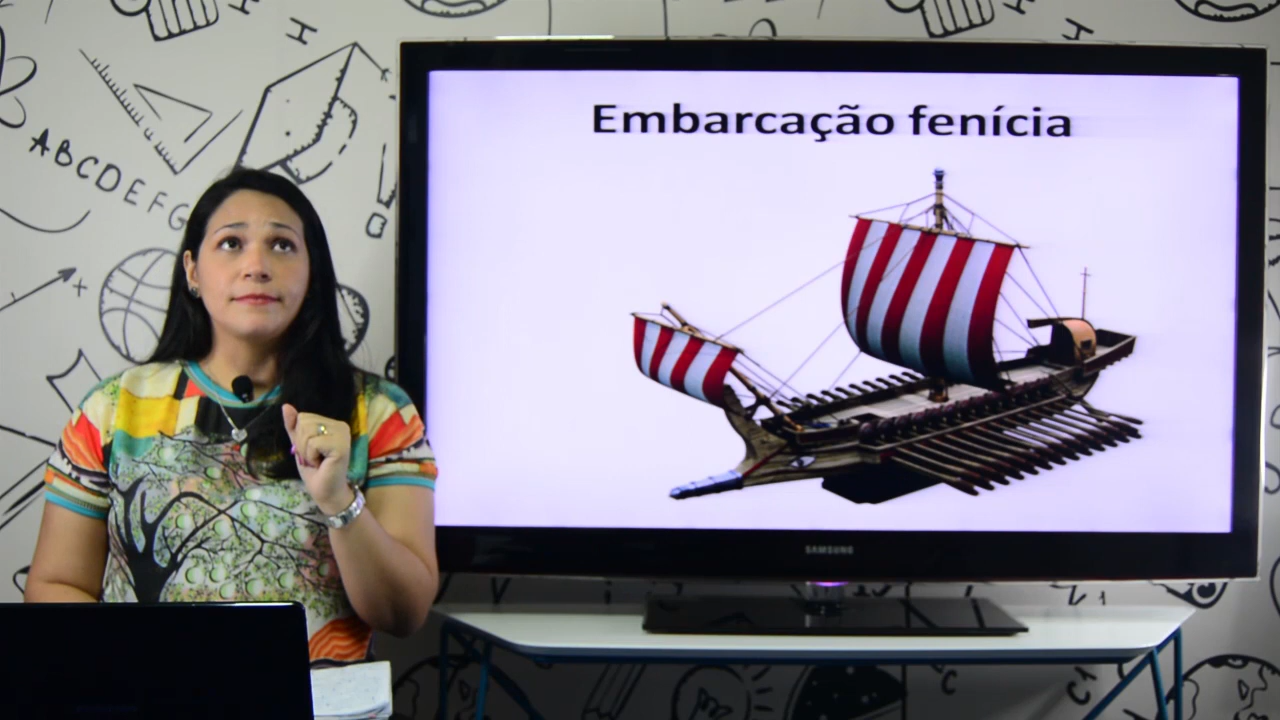 Embarcação fenícia
H
H
H
ABCDEFG
SAMSUNG